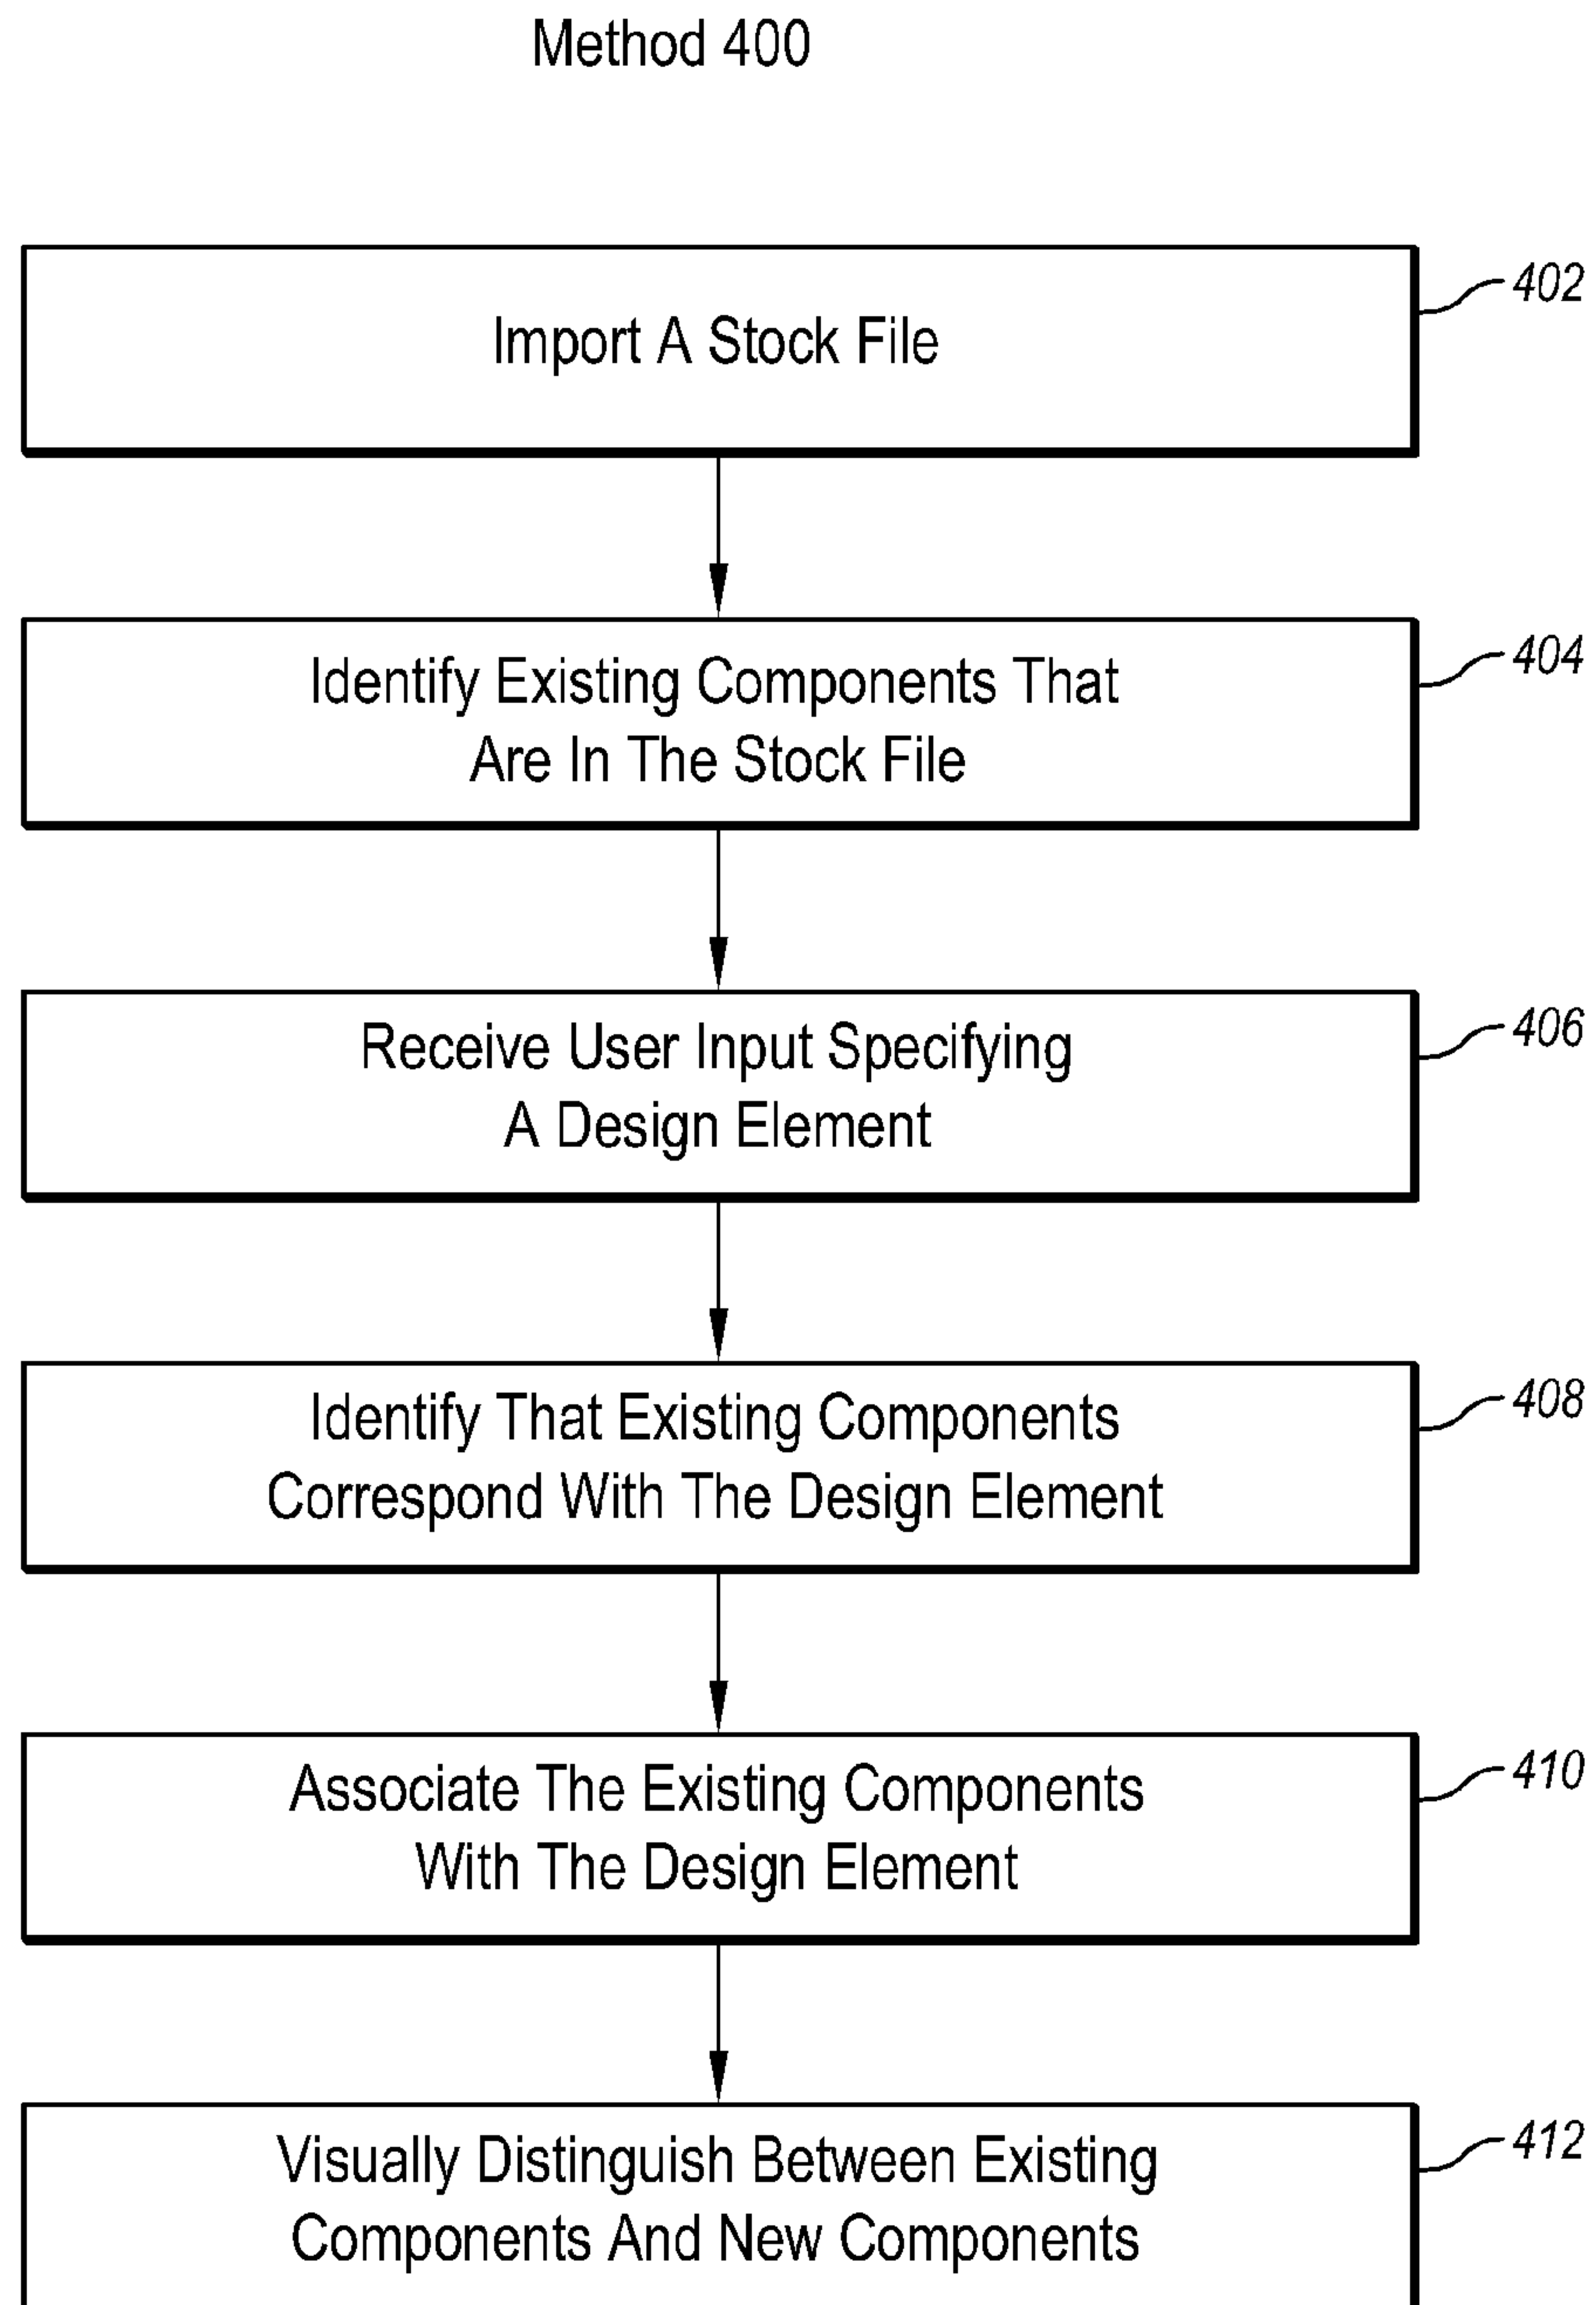 Method 400
Import A Stock File
402
Identify Existing Components That
Are In The Stock File
404
Receive User Input Specifying
A Design Element
406
Identify That Existing Components
Correspond With The Design Element
408
Associate The Existing Components
With The Design Element
410
Visually Distinguish Between Existing
Components And New Components
412